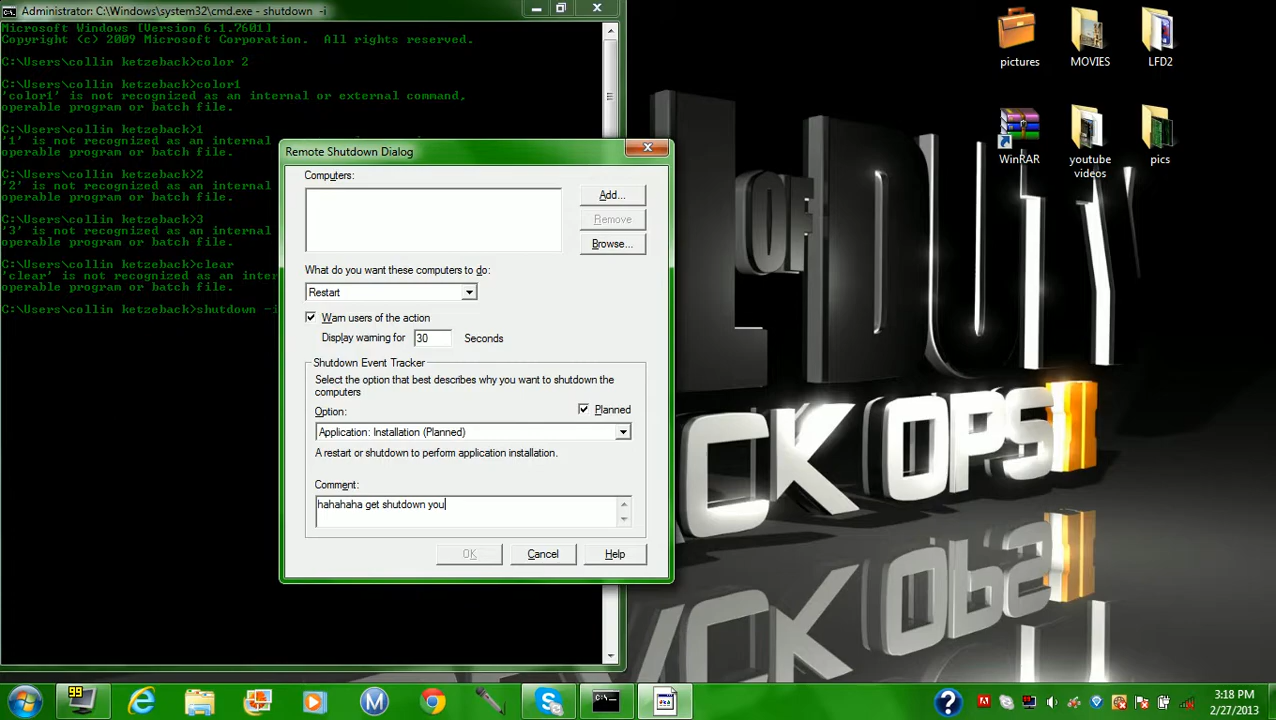 Administrator: C:\Windows\system32\cmd.exe - shutdown -i
Microsoft Windows [Version 6.1.7601]
Copyright (c) 2009 Microsoft Corporation. All rights reserved.
C:\Users\collin ketzeback>color 2
C:\Users\collin ketzeback>color1
'color1' is not recognized as an internal or external command,
operable program or batch file.
C:\Users\collin ketzeback>1
'1' is not recognized as an internal
operable program or batch file.
C:\Users\collin ketzeback>2
'2' is not recognized as an internal
operable program or batch file.
C:\Users\collin ketzeback>3
'3' is not recognized as an internal
operable program or batch file.
C:\Users\collin ketzeback>clear
'clear' is not recognized as an inter
operable program or batch file.
C:\Users\collin ketzeback>shutdown -i
Remote Shutdown Dialog
Computers:
Add...
Remove
Browse...
What do you want these computers to do:
Restart
Warn users of the action
Display warning for 30 Seconds
Shutdown Event Tracker
Select the option that best describes why you want to shutdown the
computers
Option:
Planned
Application: Installation (Planned)
A restart or shutdown to perform application installation.
Comment:
hahahaha get shutdown you
OK Cancel Help
pictures MOVIES LFD2
WinRAR youtube videos pics
L OF DUTY
CK OPS II
99
3:18 PM
2/27/2013